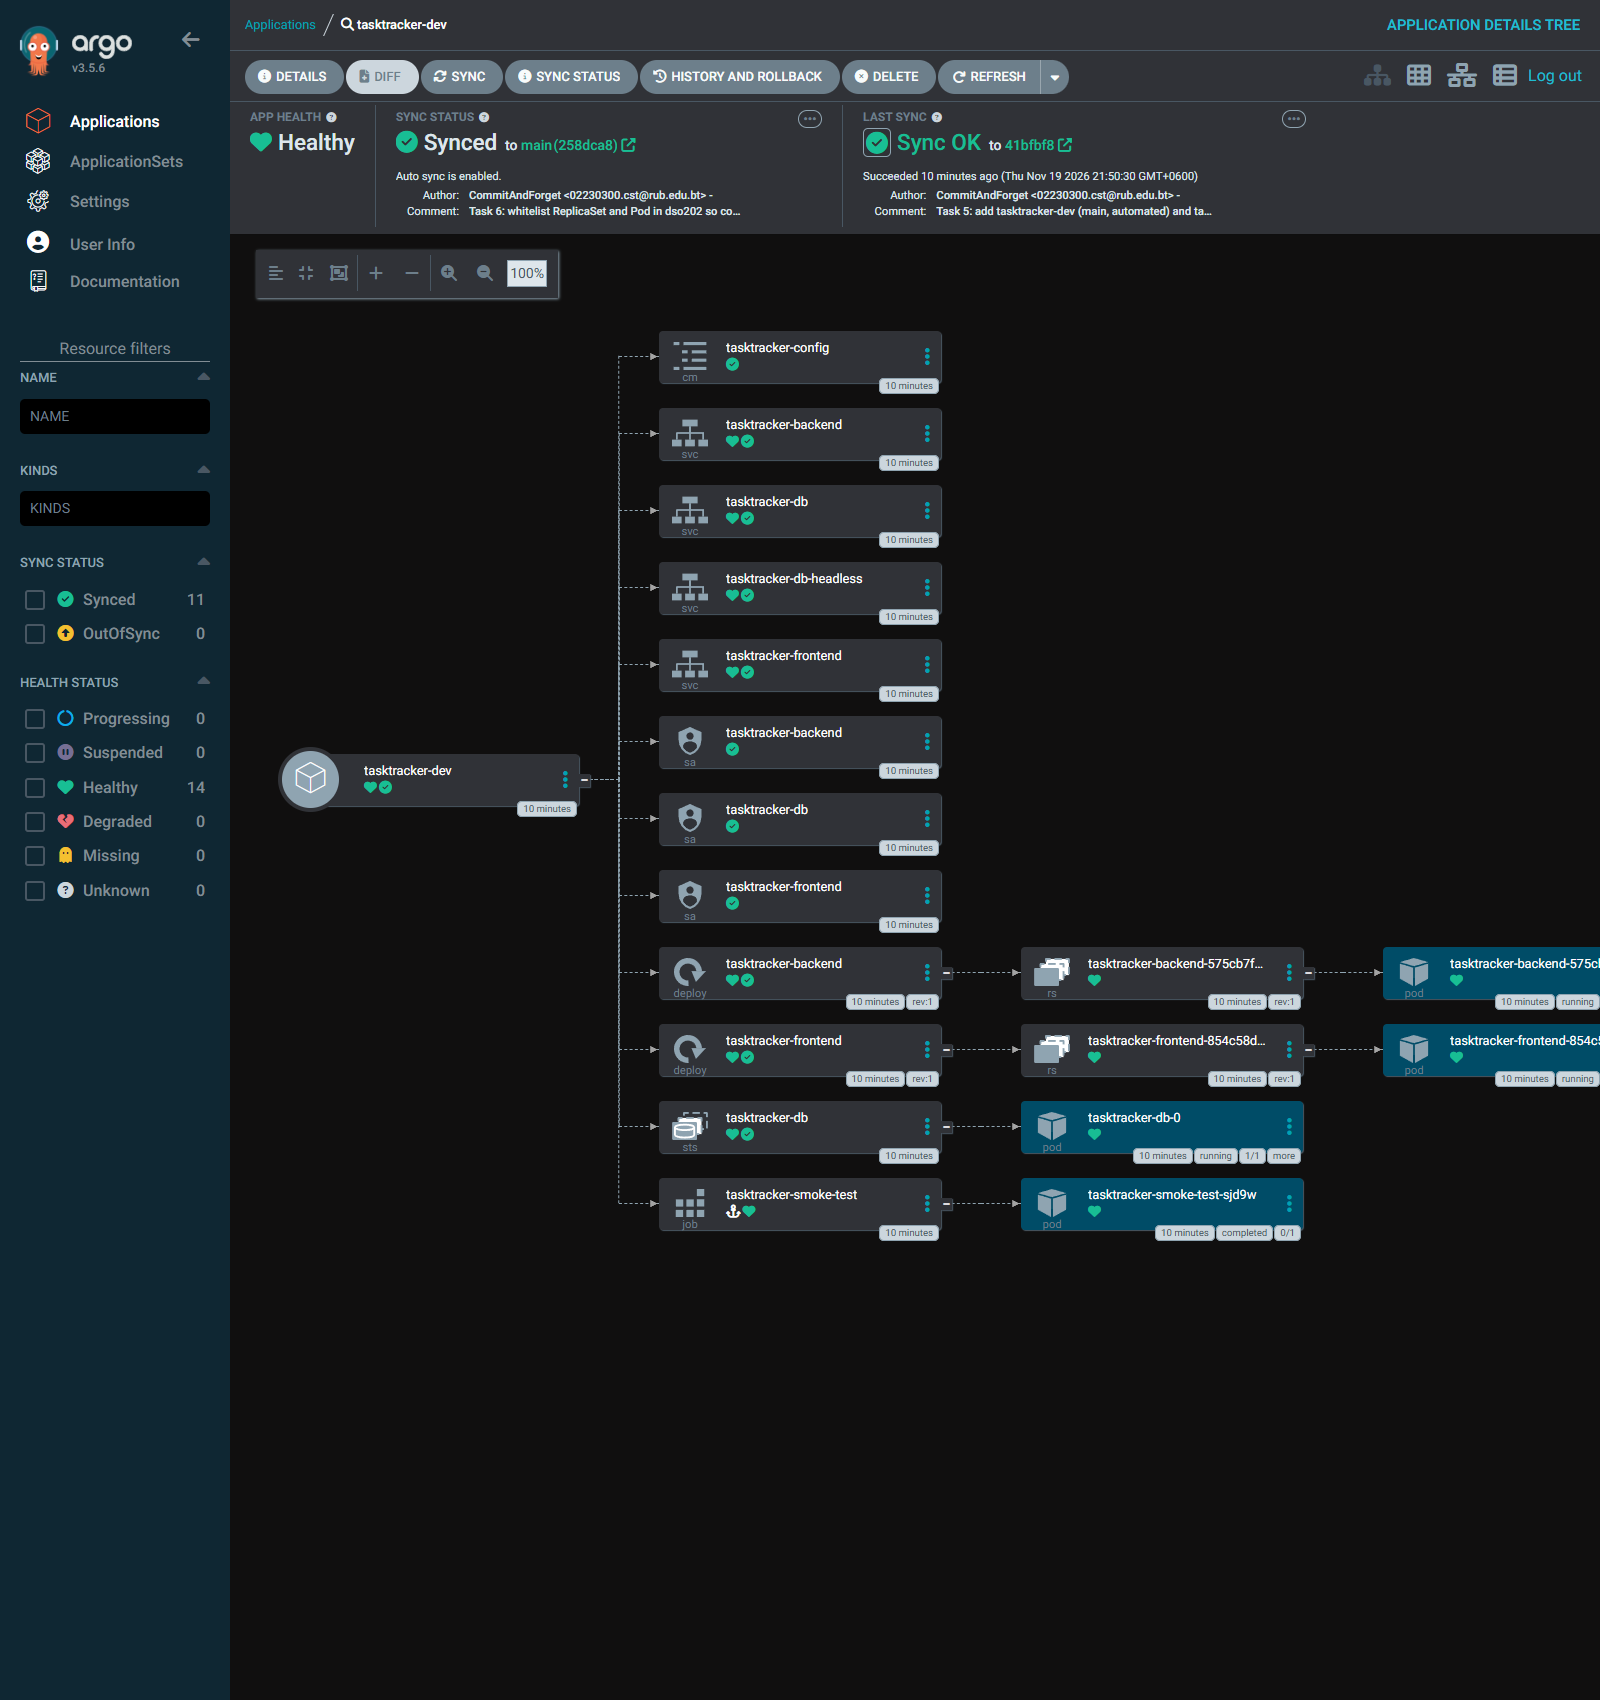 argo
v3.5.6
Applications
ApplicationSets
Settings
User Info
Documentation
Resource filters
NAME
NAME
KINDS
KINDS
SYNC STATUS
Synced 11
OutOfSync 0
HEALTH STATUS
Progressing 0
Suspended 0
Healthy 14
Degraded 0
Missing 0
Unknown 0
Applications / tasktracker-dev
APPLICATION DETAILS TREE
DETAILS DIFF SYNC SYNC STATUS HISTORY AND ROLLBACK DELETE REFRESH
Log out
APP HEALTH
Healthy
SYNC STATUS
Synced to main (258dca8)
Auto sync is enabled.
Author: CommitAndForget <02230300.cst@rub.edu.bt> -
Comment: Task 6: whitelist ReplicaSet and Pod in dso202 so co...
LAST SYNC
Sync OK to 41bfbf8
Succeeded 10 minutes ago (Thu Nov 19 2026 21:50:30 GMT+0600)
Author: CommitAndForget <02230300.cst@rub.edu.bt> -
Comment: Task 5: add tasktracker-dev (main, automated) and ta...
100%
tasktracker-dev
10 minutes
tasktracker-config
cm
10 minutes
tasktracker-backend
svc
10 minutes
tasktracker-db
svc
10 minutes
tasktracker-db-headless
svc
10 minutes
tasktracker-frontend
svc
10 minutes
tasktracker-backend
sa
10 minutes
tasktracker-db
sa
10 minutes
tasktracker-frontend
sa
10 minutes
tasktracker-backend
deploy
10 minutes rev:1
tasktracker-backend-575cb7f...
rs
10 minutes rev:1
tasktracker-backend-575c
pod
10 minutes running
tasktracker-frontend
deploy
10 minutes rev:1
tasktracker-frontend-854c58d...
rs
10 minutes rev:1
tasktracker-frontend-854c
pod
10 minutes running
tasktracker-db
sts
10 minutes
tasktracker-db-0
pod
10 minutes running 1/1 more
tasktracker-smoke-test
job
10 minutes
tasktracker-smoke-test-sjd9w
pod
10 minutes completed 0/1